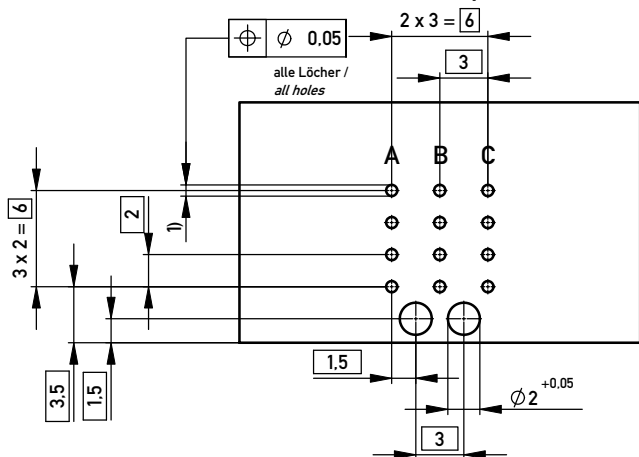 2 x 3 = 6
⌖ Ø 0,05
3
alle Löcher /
all holes
A B C
3 x 2 = 6
2
1)
3,5
1,5
1,5
Ø2 +0,05
3